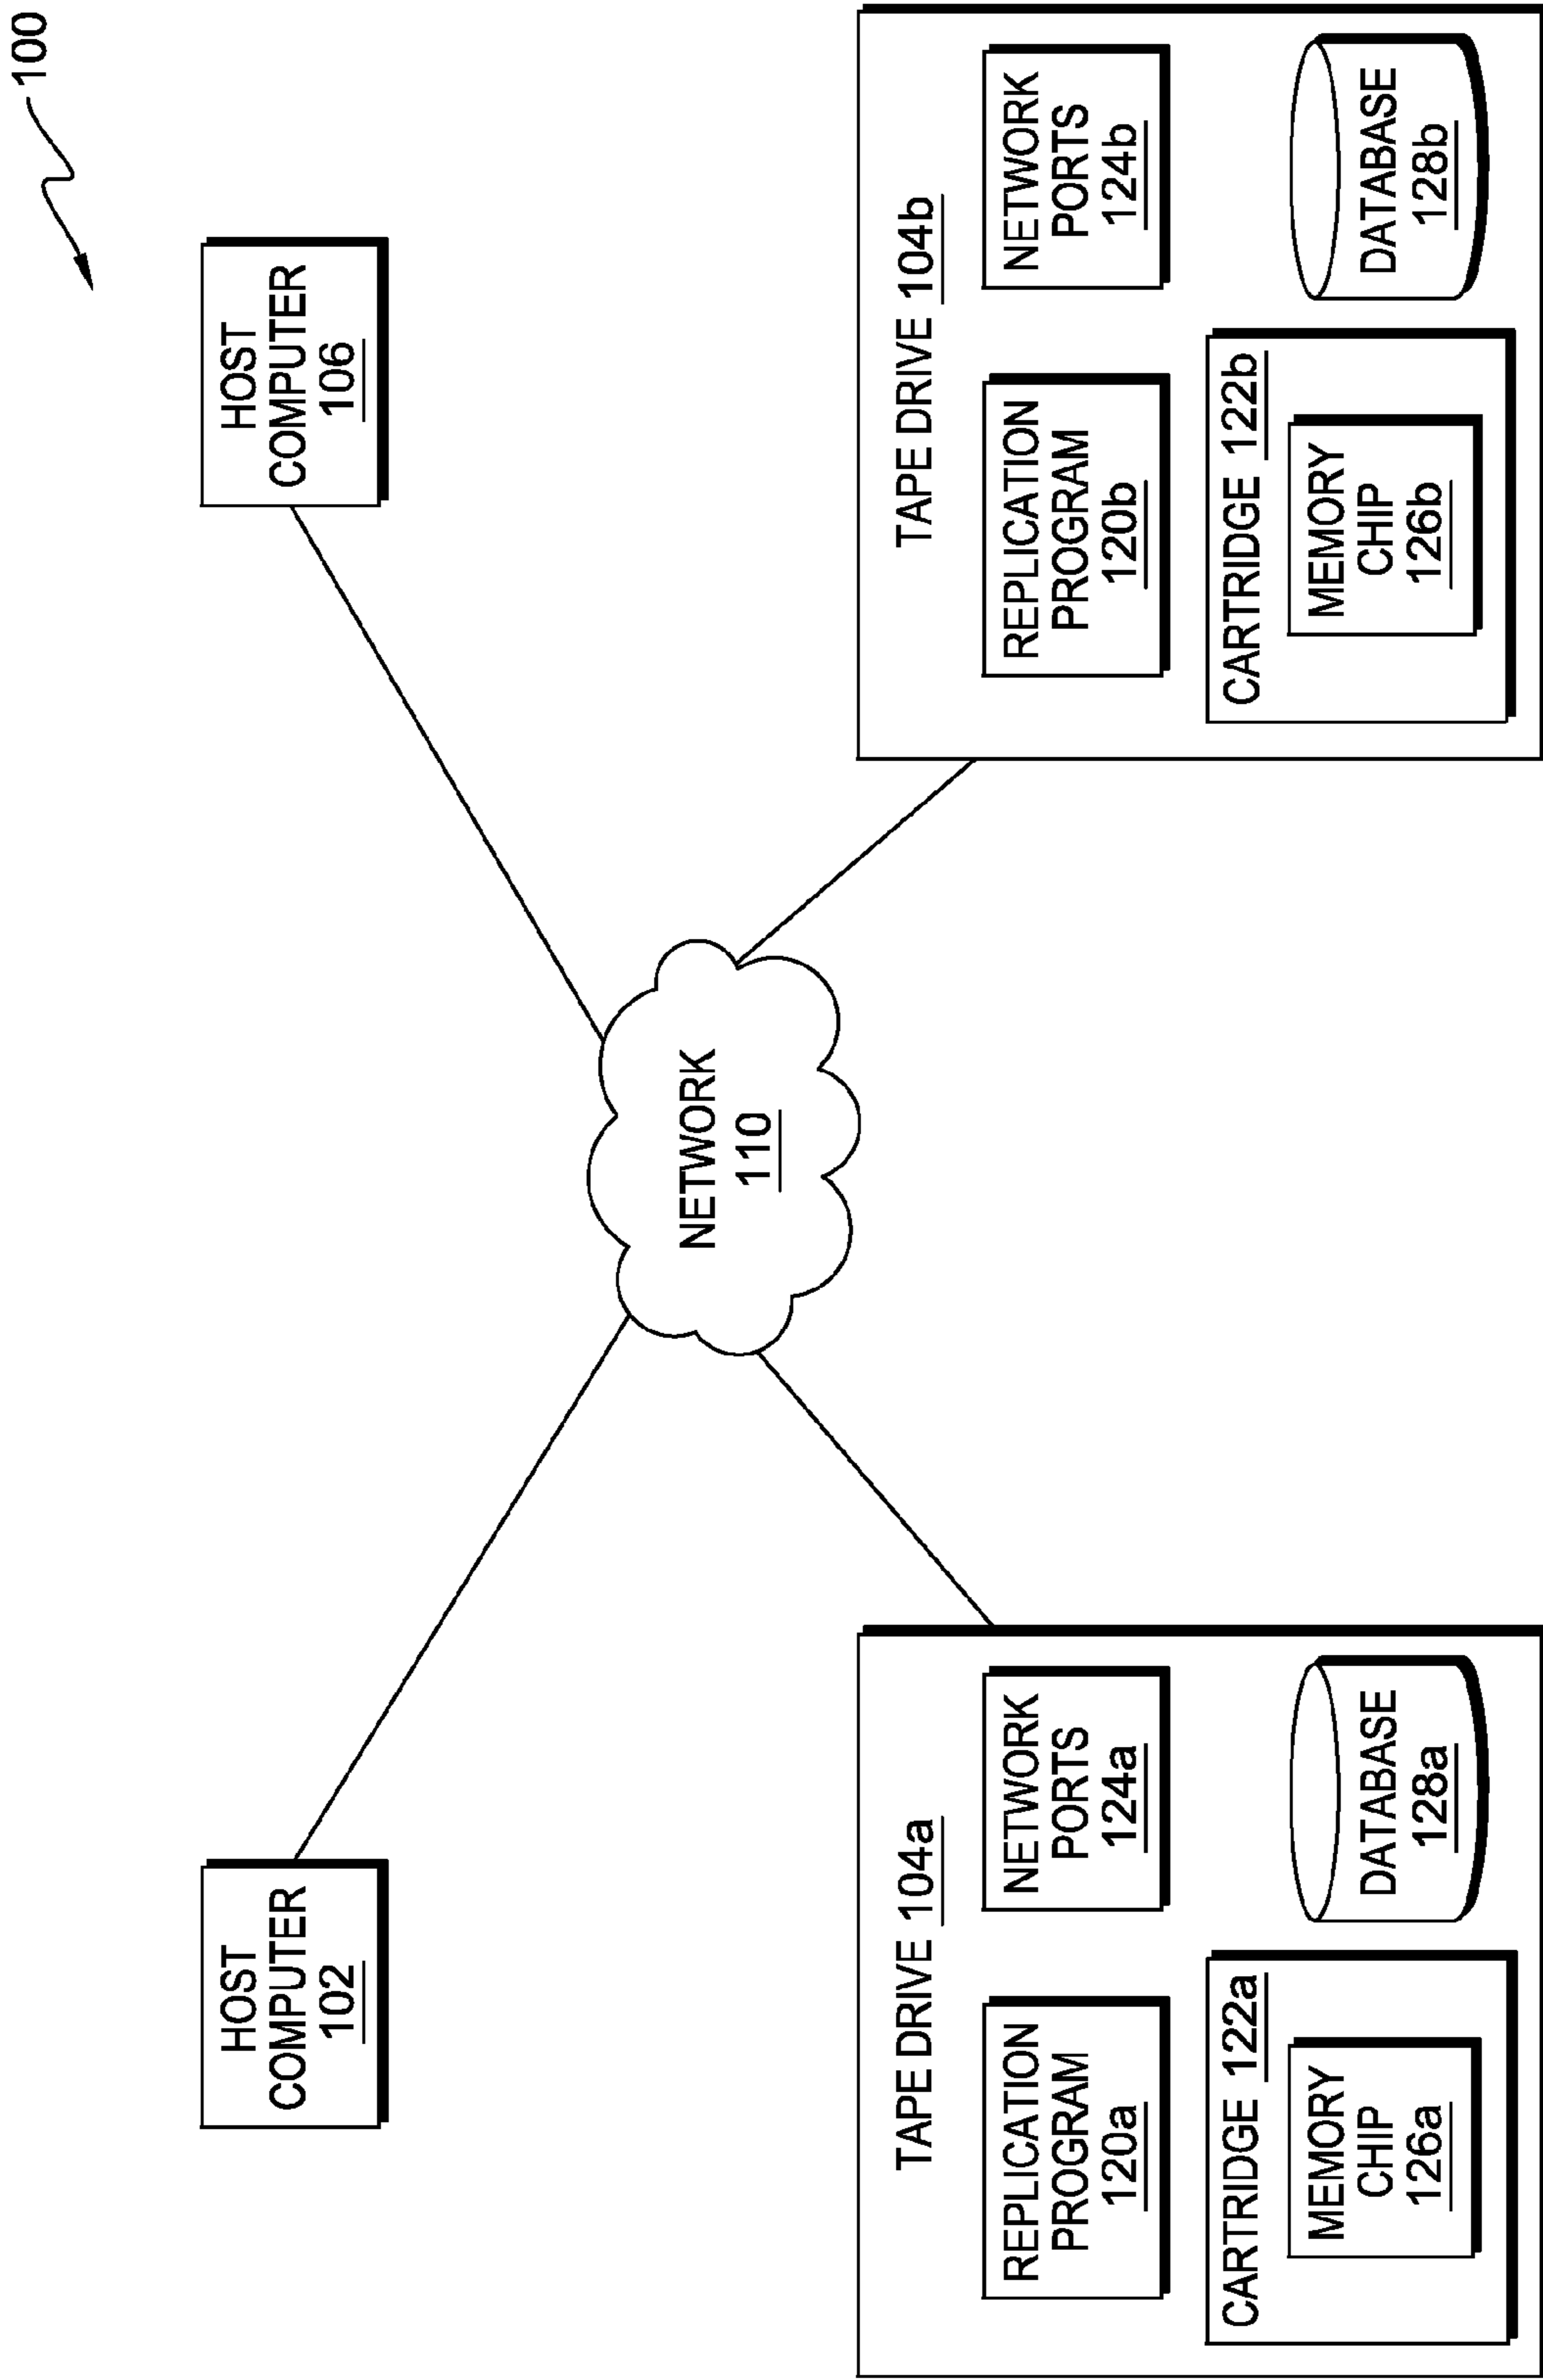 100
HOST
COMPUTER
102
HOST
COMPUTER
106
NETWORK
110
TAPE DRIVE 104a
REPLICATION
PROGRAM
120a
NETWORK
PORTS
124a
CARTRIDGE 122a
MEMORY
CHIP
126a
DATABASE
128a
TAPE DRIVE 104b
REPLICATION
PROGRAM
120b
NETWORK
PORTS
124b
CARTRIDGE 122b
MEMORY
CHIP
126b
DATABASE
128b